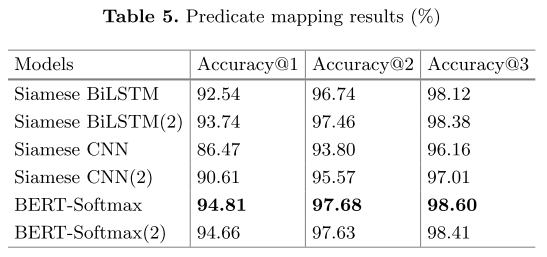 Table 5. Predicate mapping results (%)
Models Accuracy@1 Accuracy@2 Accuracy@3
Siamese BiLSTM 92.54 96.74 98.12
Siamese BiLSTM(2) 93.74 97.46 98.38
Siamese CNN 86.47 93.80 96.16
Siamese CNN(2) 90.61 95.57 97.01
BERT-Softmax 94.81 97.68 98.60
BERT-Softmax(2) 94.66 97.63 98.41